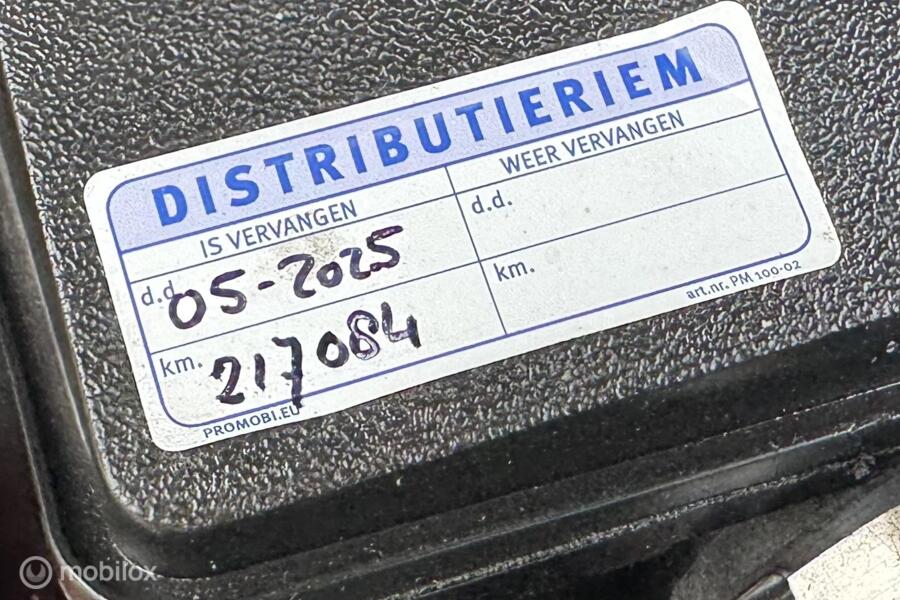 DISTRIBUTIERIEM
IS VERVANGEN
WEER VERVANGEN
d.d. 05-2025
d.d.
km. 217084
km.
PROMOBI.EU
art.nr. PM 100-02
mobilox